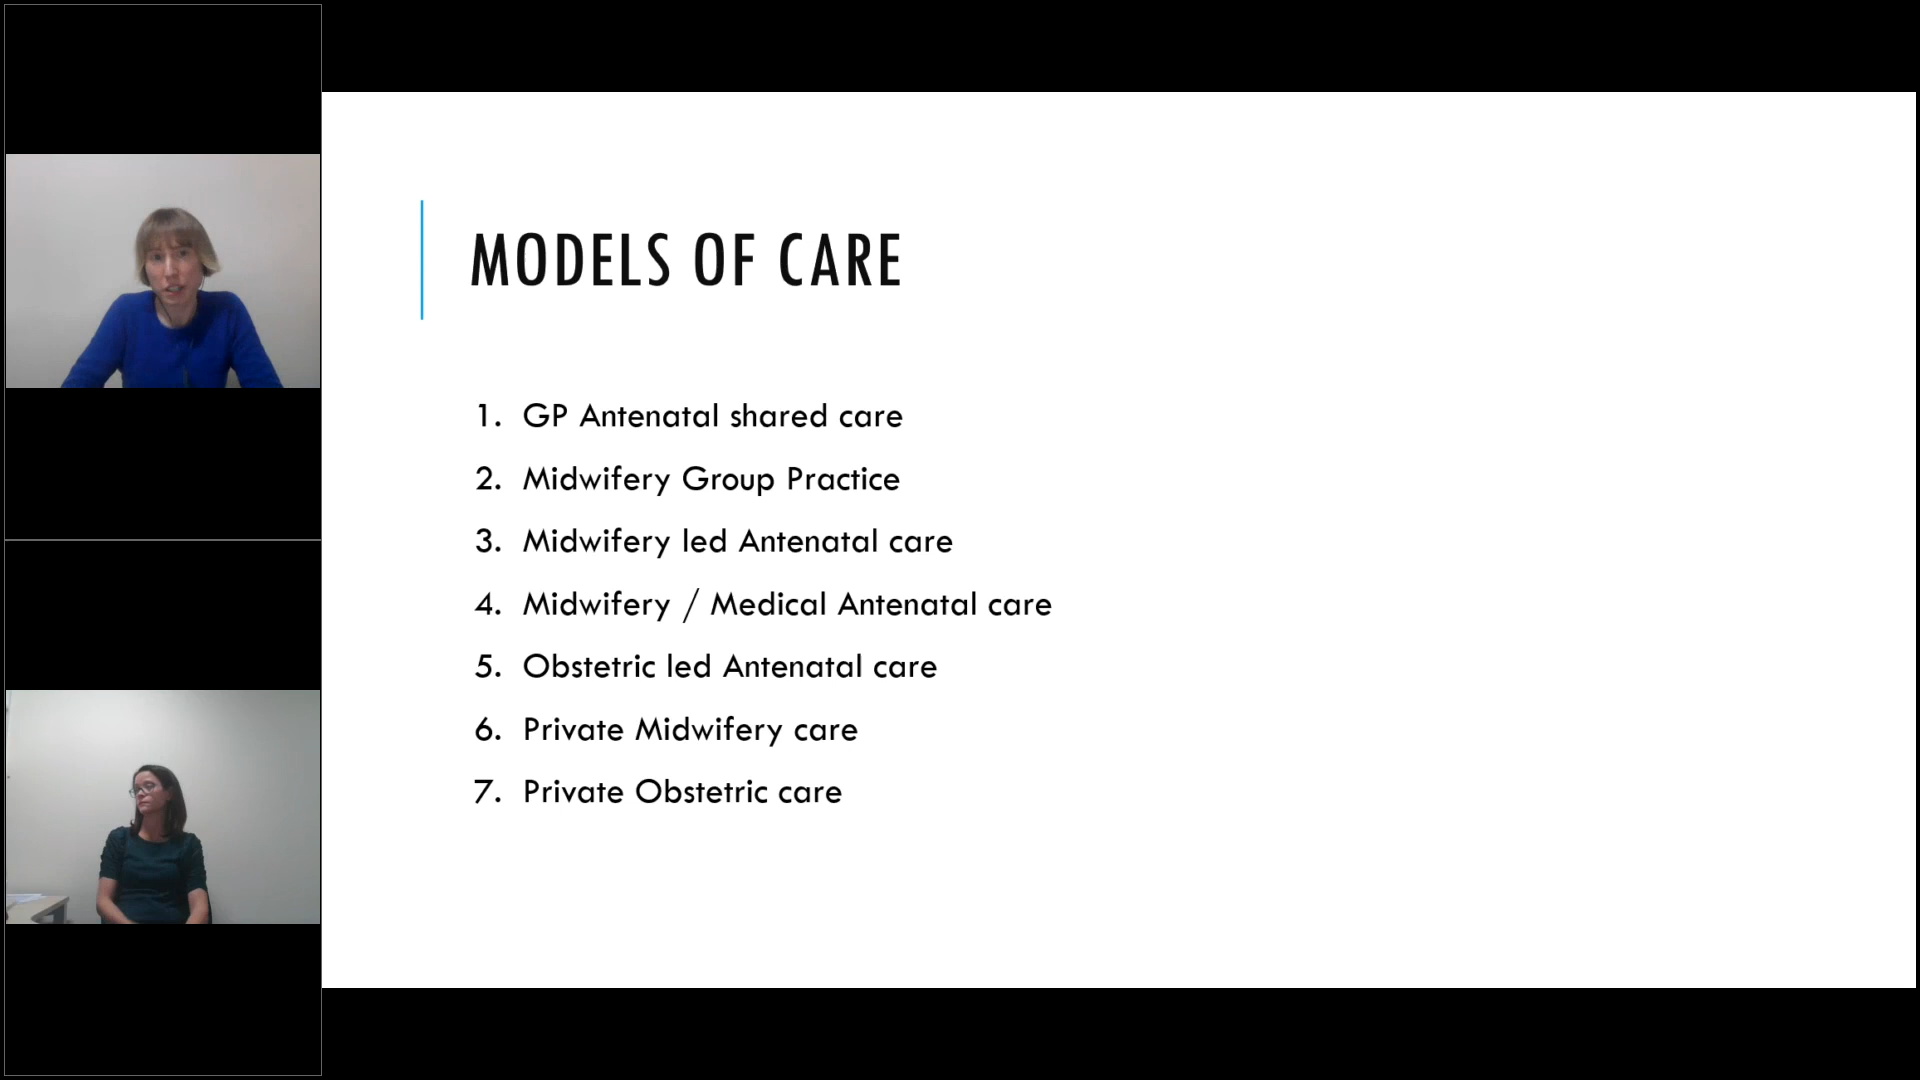 MODELS OF CARE
1. GP Antenatal shared care
2. Midwifery Group Practice
3. Midwifery led Antenatal care
4. Midwifery / Medical Antenatal care
5. Obstetric led Antenatal care
6. Private Midwifery care
7. Private Obstetric care